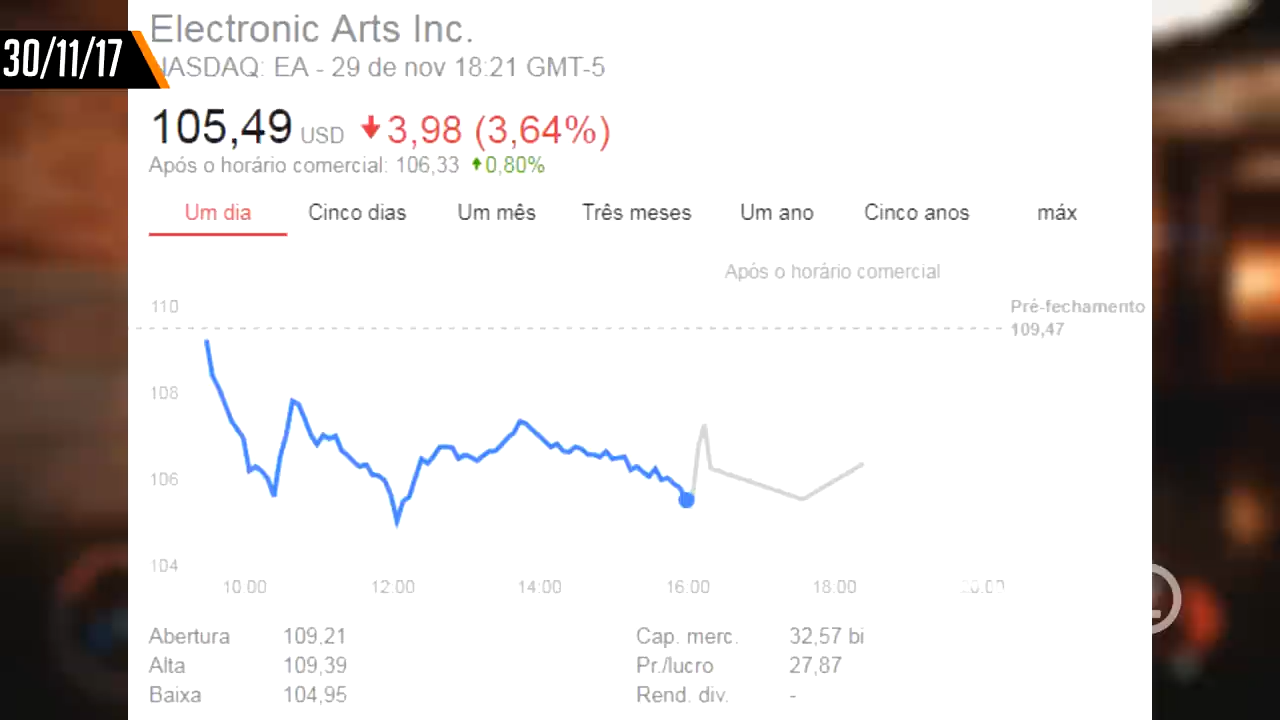 Electronic Arts Inc.
30/11/17
NASDAQ: EA - 29 de nov 18:21 GMT-5
105,49 USD 3,98 (3,64%)
Após o horário comercial: 106,33 0,80%
Um dia Cinco dias Um mês Três meses Um ano Cinco anos máx
Após o horário comercial
110
Pré-fechamento
109,47
108
106
104
10:00 12:00 14:00 16:00 18:00 20:00
Abertura 109,21 Cap. merc. 32,57 bi
Alta 109,39 Pr./lucro 27,87
Baixa 104,95 Rend. div. -